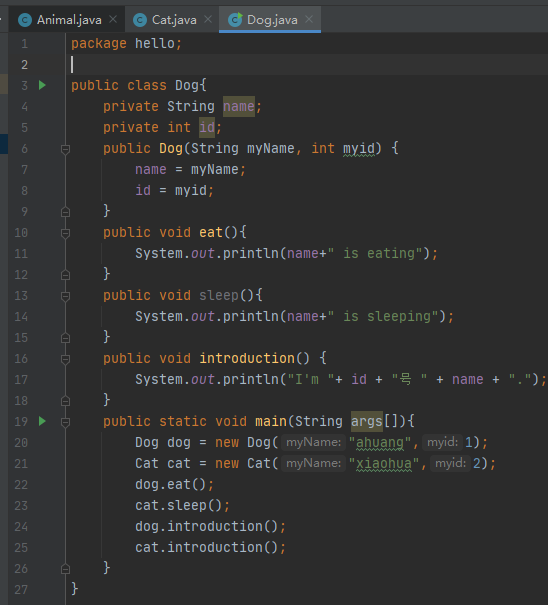 Animal.java × Cat.java × Dog.java ×
1 package hello;
2
3 public class Dog{
4 private String name;
5 private int id;
6 public Dog(String myName, int myid) {
7 name = myName;
8 id = myid;
9 }
10 public void eat(){
11 System.out.println(name+" is eating");
12 }
13 public void sleep(){
14 System.out.println(name+" is sleeping");
15 }
16 public void introduction() {
17 System.out.println("I'm "+ id + "号 " + name + ".");
18 }
19 public static void main(String args[]){
20 Dog dog = new Dog( myName: "ahuang", myid: 1);
21 Cat cat = new Cat( myName: "xiaohua", myid: 2);
22 dog.eat();
23 cat.sleep();
24 dog.introduction();
25 cat.introduction();
26 }
27 }